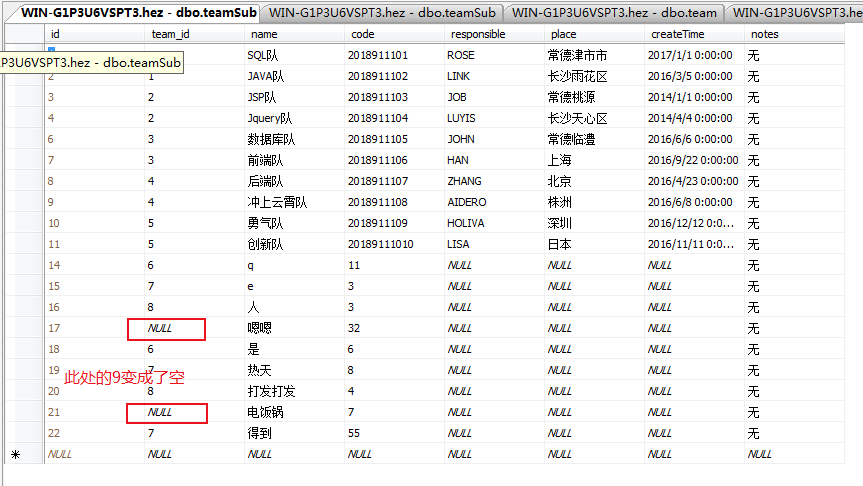 WIN-G1P3U6VSPT3.hez - dbo.teamSub WIN-G1P3U6VSPT3.hez - dbo.teamSub WIN-G1P3U6VSPT3.hez - dbo.team WIN-G1P3U6VSPT3.hez
id team_id name code responsible place createTime notes
SQL队 2018911101 ROSE 常德津市市 2017/1/1 0:00:00 无
1P3U6VSPT3.hez - dbo.teamSub
2 1 JAVA队 2018911102 LINK 长沙雨花区 2016/3/5 0:00:00 无
3 2 JSP队 2018911103 JOB 常德桃源 2014/1/1 0:00:00 无
4 2 Jquery队 2018911104 LUYIS 长沙天心区 2014/4/4 0:00:00 无
6 3 数据库队 2018911105 JOHN 常德临澧 2016/6/6 0:00:00 无
7 3 前端队 2018911106 HAN 上海 2016/9/22 0:00:00 无
8 4 后端队 2018911107 ZHANG 北京 2016/4/23 0:00:00 无
9 4 冲上云霄队 2018911108 AIDERO 株洲 2016/6/8 0:00:00 无
10 5 勇气队 2018911109 HOLIVA 深圳 2016/12/12 0:0... 无
11 5 创新队 20189111010 LISA 日本 2016/11/11 0:0... 无
14 6 q 11 NULL NULL NULL 无
15 7 e 3 NULL NULL NULL 无
16 8 人 3 NULL NULL NULL 无
17 NULL 嗯嗯 32 NULL NULL NULL 无
18 6 是 6 NULL NULL NULL 无
19 7 热天 8 NULL NULL NULL 无
此处的9变成了空
20 8 打发打发 4 NULL NULL NULL 无
21 NULL 电饭锅 7 NULL NULL NULL 无
22 7 得到 55 NULL NULL NULL 无
NULL NULL NULL NULL NULL NULL NULL NULL